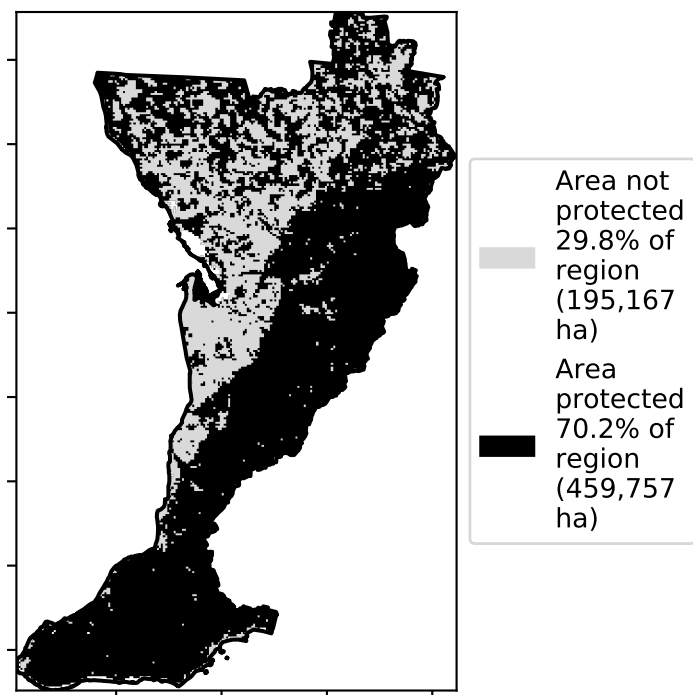 Area not
protected
29.8% of
region
(195,167
ha)
Area
protected
70.2% of
region
(459,757
ha)